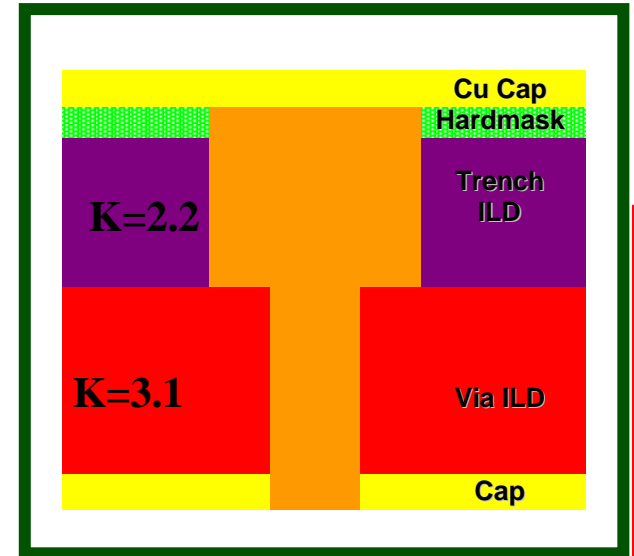 Cu Cap
Hardmask
Trench
ILD
K=2.2
K=3.1
Via ILD
Cap